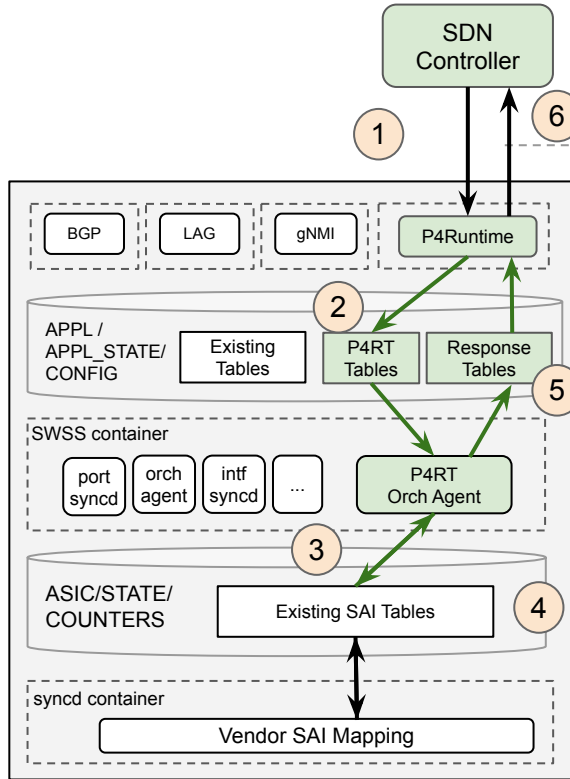 SDN
Controller
1
6
BGP
LAG
gNMI
P4Runtime
2
APPL /
APPL_STATE/
CONFIG
Existing
Tables
P4RT
Tables
Response
Tables
5
SWSS container
port
syncd
orch
agent
intf
syncd
...
P4RT
Orch Agent
3
ASIC/STATE/
COUNTERS
Existing SAI Tables
4
syncd container
Vendor SAI Mapping